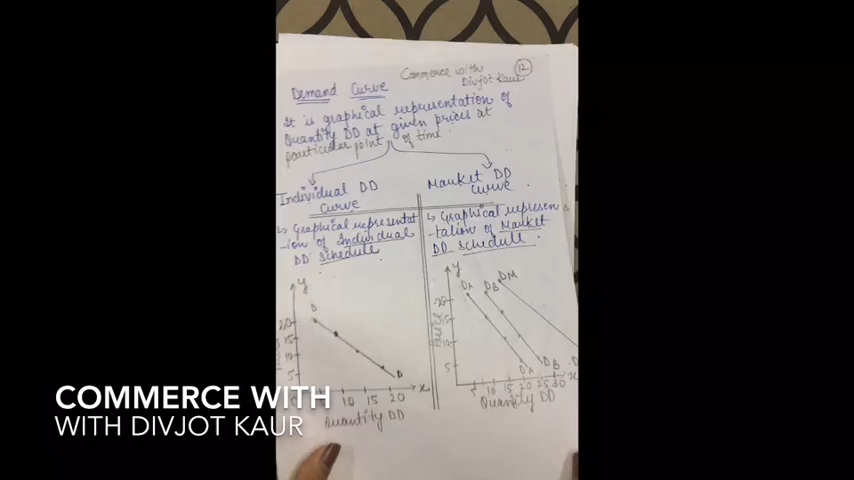 Commerce with 12
Divjot Kaur
Demand Curve
It is graphical representation of
Quantity DD at given prices at
particular point of time.
Individual DD
Curve
↳ Graphical representat
-ion of Individual
DD schedule
Market DD
Curve
↳ Graphical represen
-tation of Market
DD schedule.
y
D
20
15
10
5
D
10 15 20 x
Quantity DD
y
DA DB DM
20
15
10
5
DA DB D
5 10 15 20 25 30 x
Quantity DD
COMMERCE WITH
WITH DIVJOT KAUR